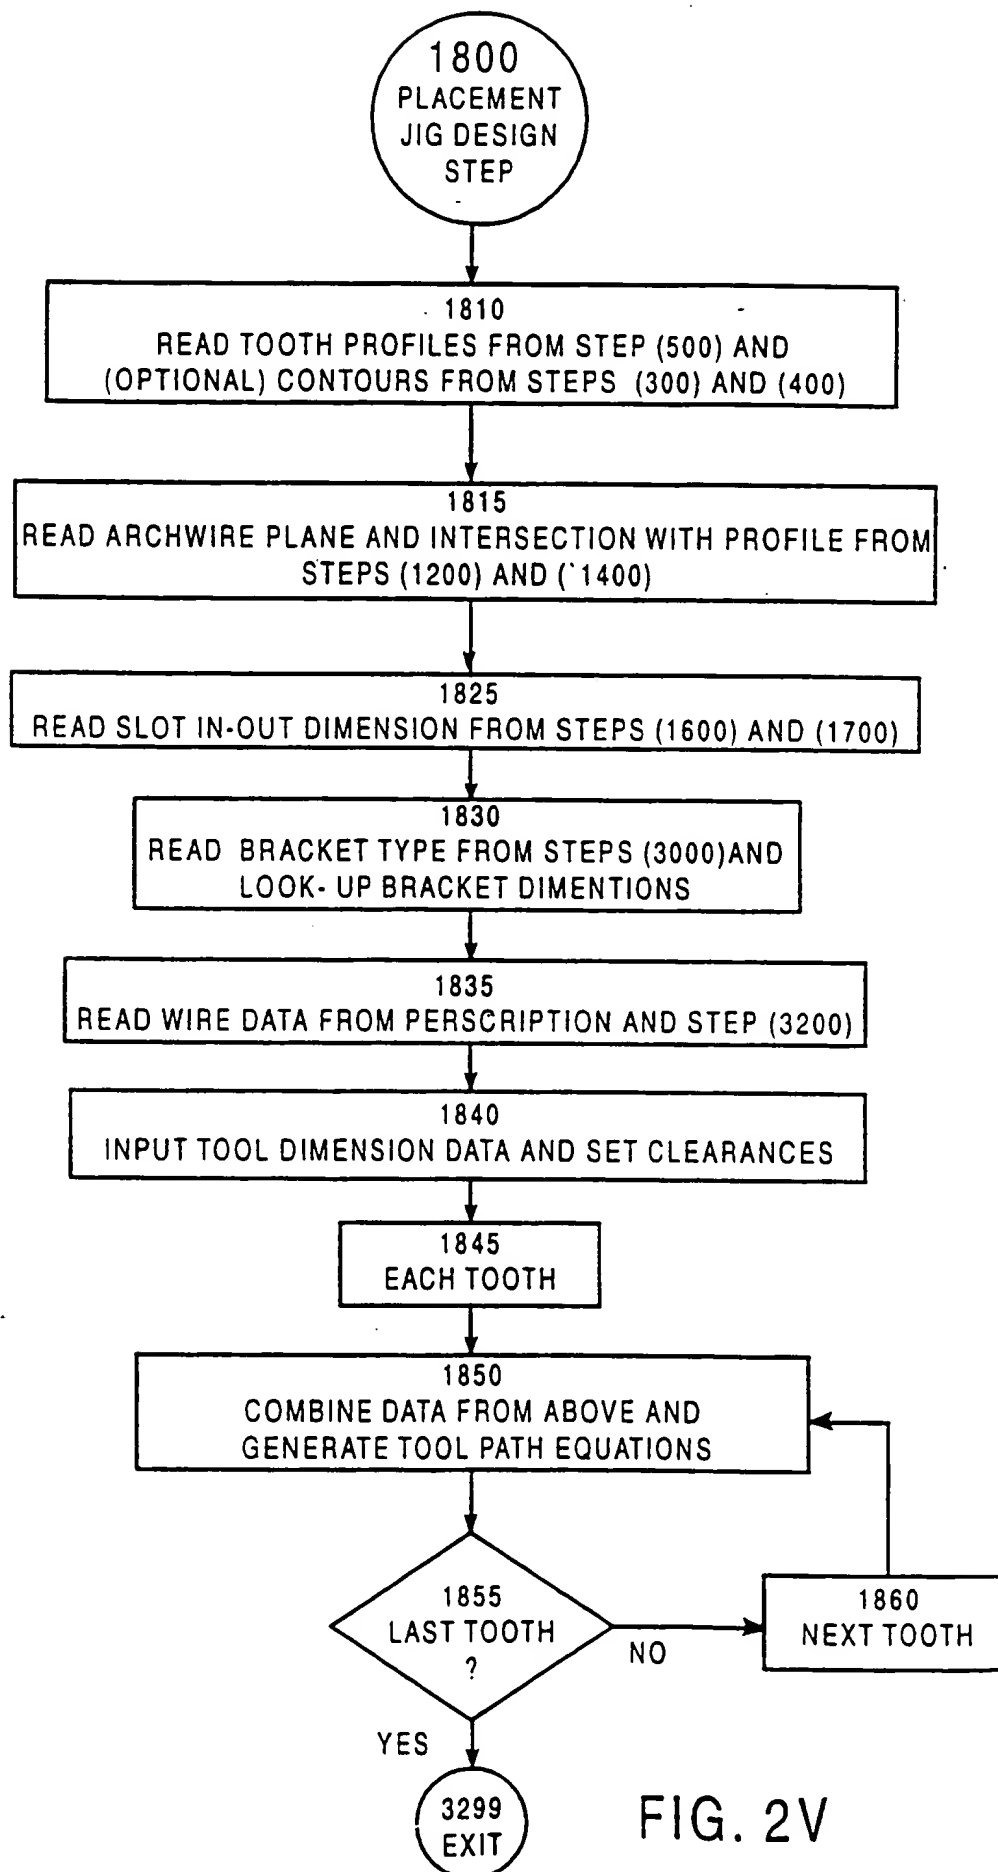 1800
PLACEMENT
JIG DESIGN
STEP
1810
READ TOOTH PROFILES FROM STEP (500) AND
(OPTIONAL) CONTOURS FROM STEPS (300) AND (400)
1815
READ ARCHWIRE PLANE AND INTERSECTION WITH PROFILE FROM
STEPS (1200) AND (1400)
1825
READ SLOT IN-OUT DIMENSION FROM STEPS (1600) AND (1700)
1830
READ BRACKET TYPE FROM STEPS (3000)AND
LOOK-UP BRACKET DIMENTIONS
1835
READ WIRE DATA FROM PERSCRIPTION AND STEP (3200)
1840
INPUT TOOL DIMENSION DATA AND SET CLEARANCES
1845
EACH TOOTH
1850
COMBINE DATA FROM ABOVE AND
GENERATE TOOL PATH EQUATIONS
1855
LAST TOOTH
?
NO
1860
NEXT TOOTH
YES
3299
EXIT
FIG. 2V